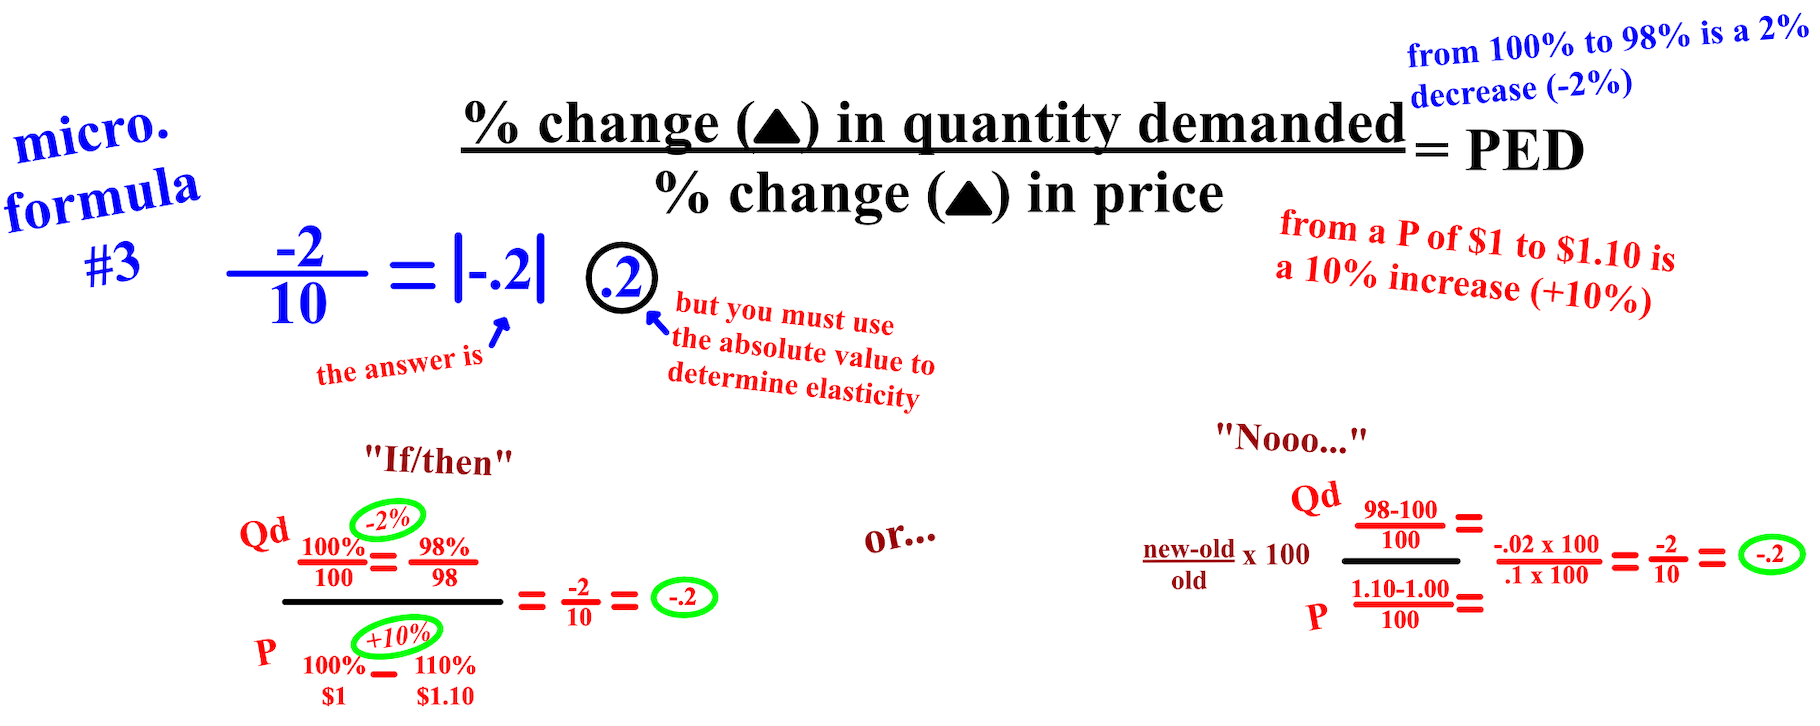 from 100% to 98% is a 2%
decrease (-2%)
micro.
formula
#3
% change (▲) in quantity demanded
% change (▲) in price
= PED
from a P of $1 to $1.10 is
a 10% increase (+10%)
-2
10
= |-.2|
.2
the answer is
but you must use
the absolute value to
determine elasticity
"If/then"
Qd
-2%
100% = 98%
100 98
P
+10%
100% = 110%
$1 $1.10
= -2 = -.2
10
or...
"Nooo..."
new-old x 100
old
Qd
98-100 =
100
P
1.10-1.00 =
100
-.02 x 100 = -2 = -.2
.1 x 100 10